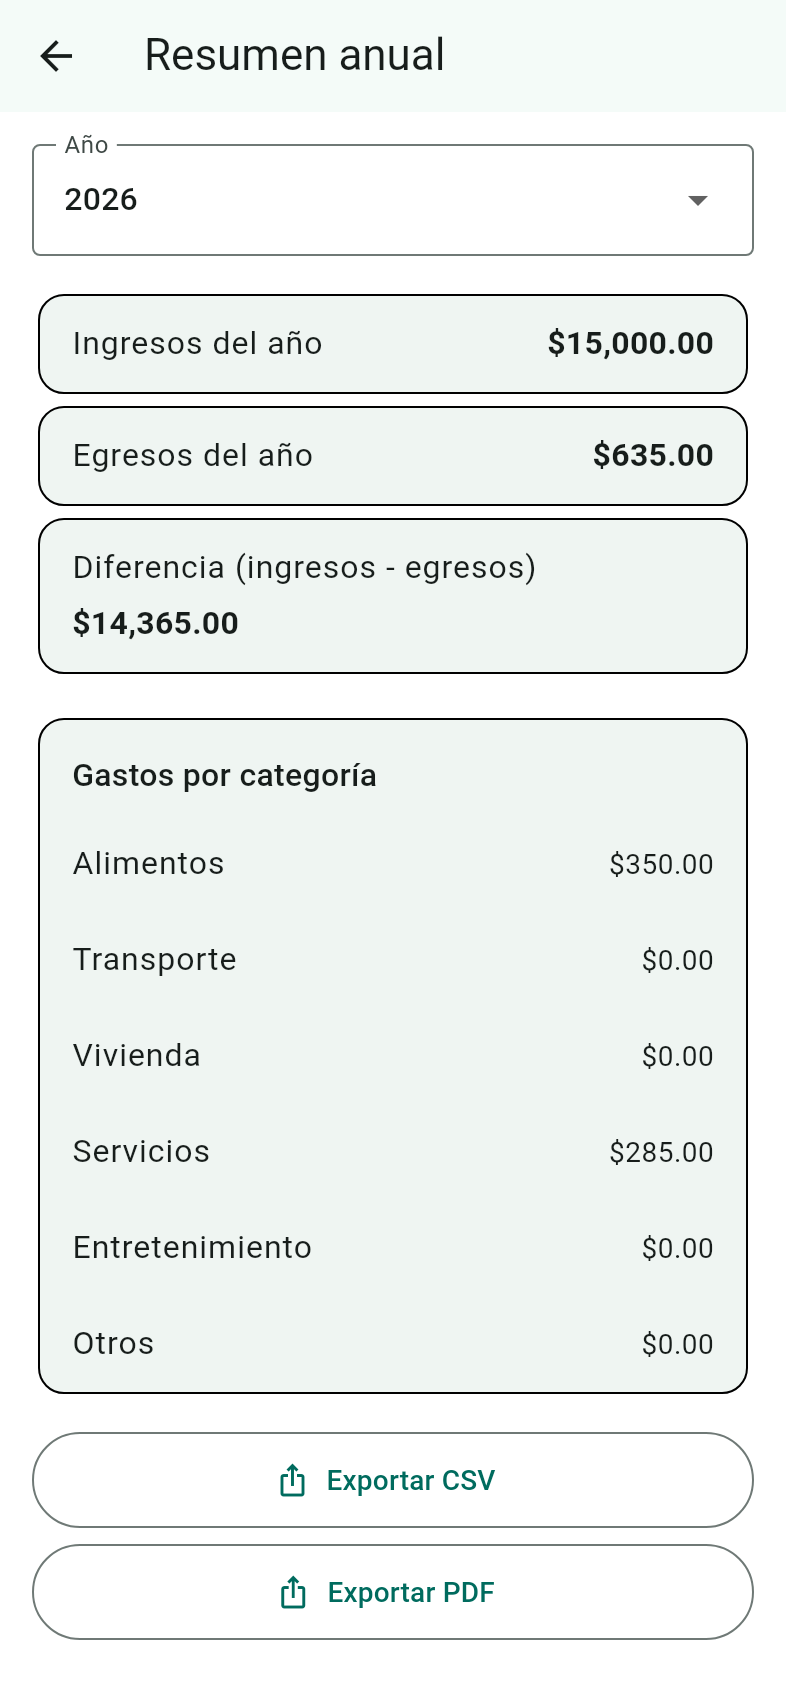 Resumen anual
Año
2026
Ingresos del año $15,000.00
Egresos del año $635.00
Diferencia (ingresos - egresos)
$14,365.00
Gastos por categoría
Alimentos $350.00
Transporte $0.00
Vivienda $0.00
Servicios $285.00
Entretenimiento $0.00
Otros $0.00
Exportar CSV
Exportar PDF